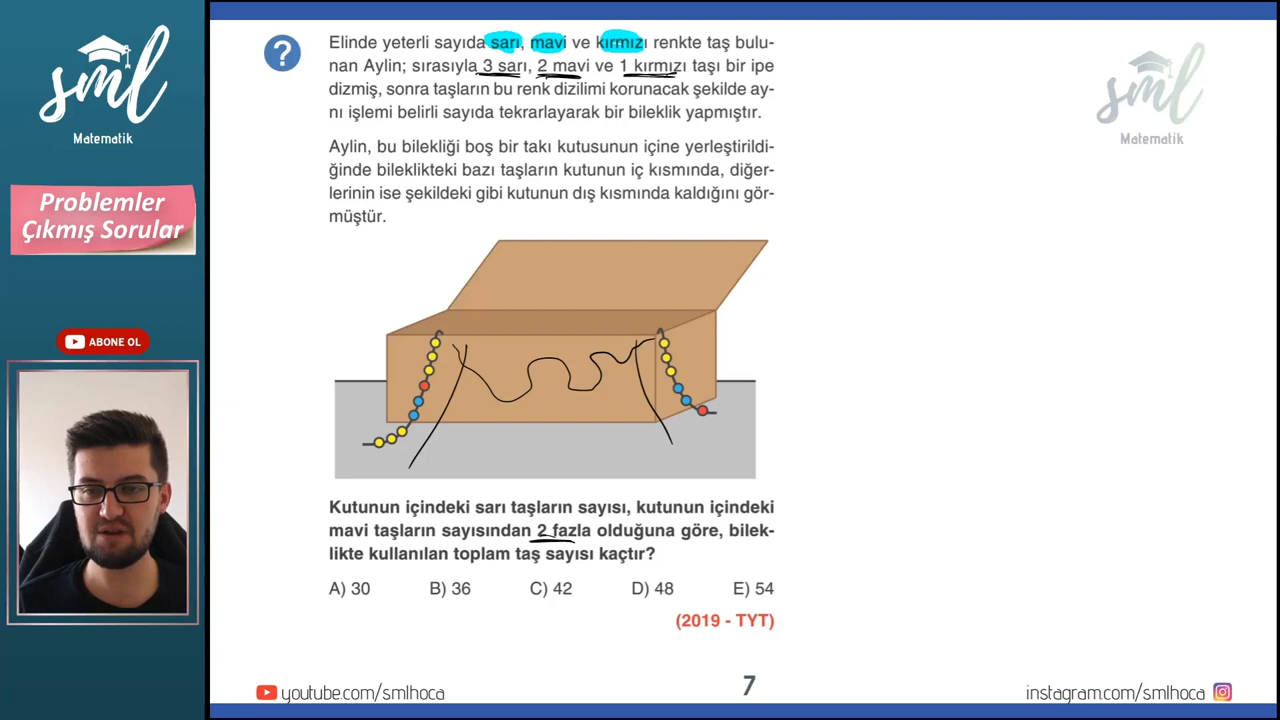 sml
Matematik
Problemler
Çıkmış Sorular
ABONE OL
?
Elinde yeterli sayıda sarı, mavi ve kırmızı renkte taş bulu-
nan Aylin; sırasıyla 3 sarı, 2 mavi ve 1 kırmızı taşı bir ipe
dizmiş, sonra taşların bu renk dizilimi korunacak şekilde ay-
nı işlemi belirli sayıda tekrarlayarak bir bileklik yapmıştır.
Aylin, bu bilekliği boş bir takı kutusunun içine yerleştirildi-
ğinde bileklikteki bazı taşların kutunun iç kısmında, diğer-
lerinin ise şekildeki gibi kutunun dış kısmında kaldığını gör-
müştür.
Kutunun içindeki sarı taşların sayısı, kutunun içindeki
mavi taşların sayısından 2 fazla olduğuna göre, bilek-
likte kullanılan toplam taş sayısı kaçtır?
A) 30 B) 36 C) 42 D) 48 E) 54
(2019 - TYT)
sml
Matematik
youtube.com/smlhoca
7
instagram.com/smlhoca